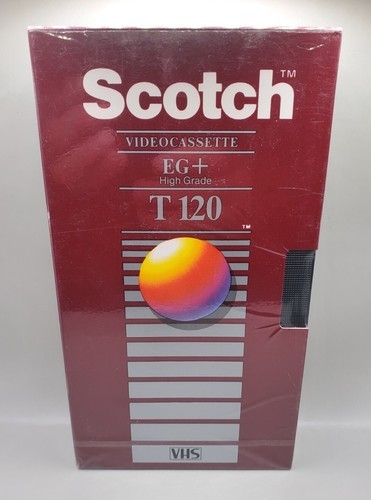 Scotch™
VIDEOCASSETTE
EG+
High Grade
T 120
™
VHS